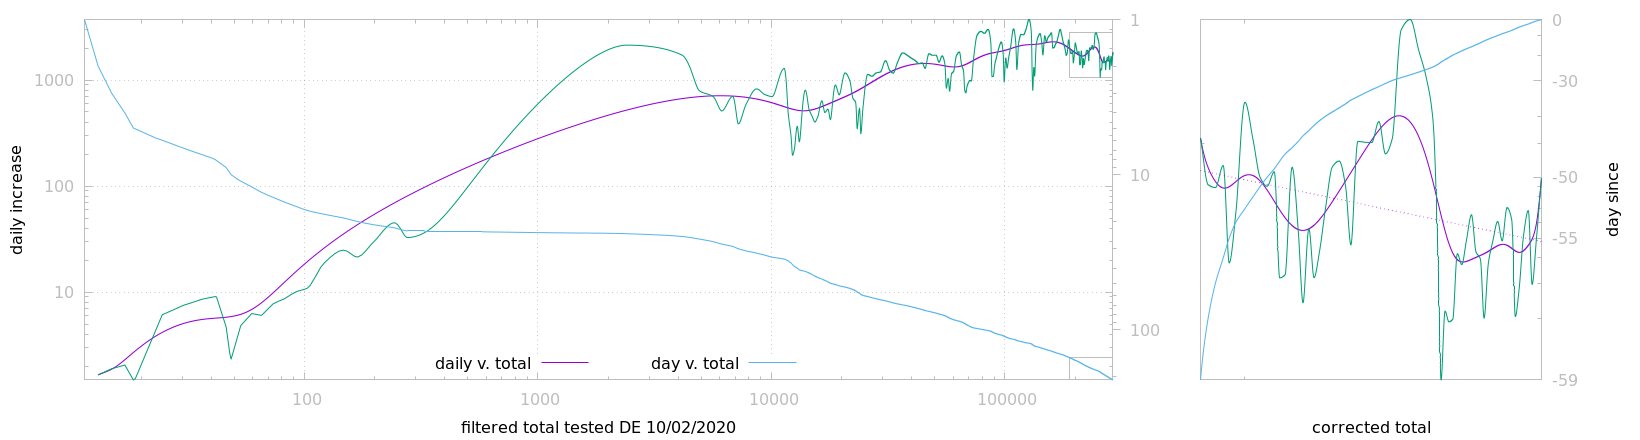 1
0
1000
-30
daily increase
10
100
-50
day since
-55
10
100
daily v. total
day v. total
-59
100
1000
10000
100000
filtered total tested DE 10/02/2020
corrected total